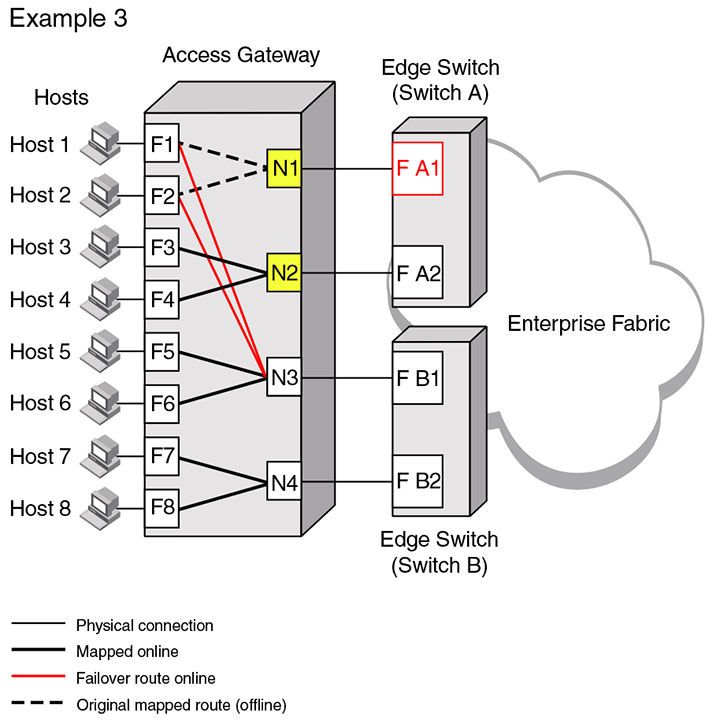 Example 3
Access Gateway
Edge Switch
(Switch A)
Hosts
Host 1
F1
N1
F A1
Host 2
F2
Host 3
F3
N2
F A2
Host 4
F4
Enterprise Fabric
Host 5
F5
N3
F B1
Host 6
F6
Host 7
F7
N4
F B2
Host 8
F8
Edge Switch
(Switch B)
Physical connection
Mapped online
Failover route online
Original mapped route (offline)